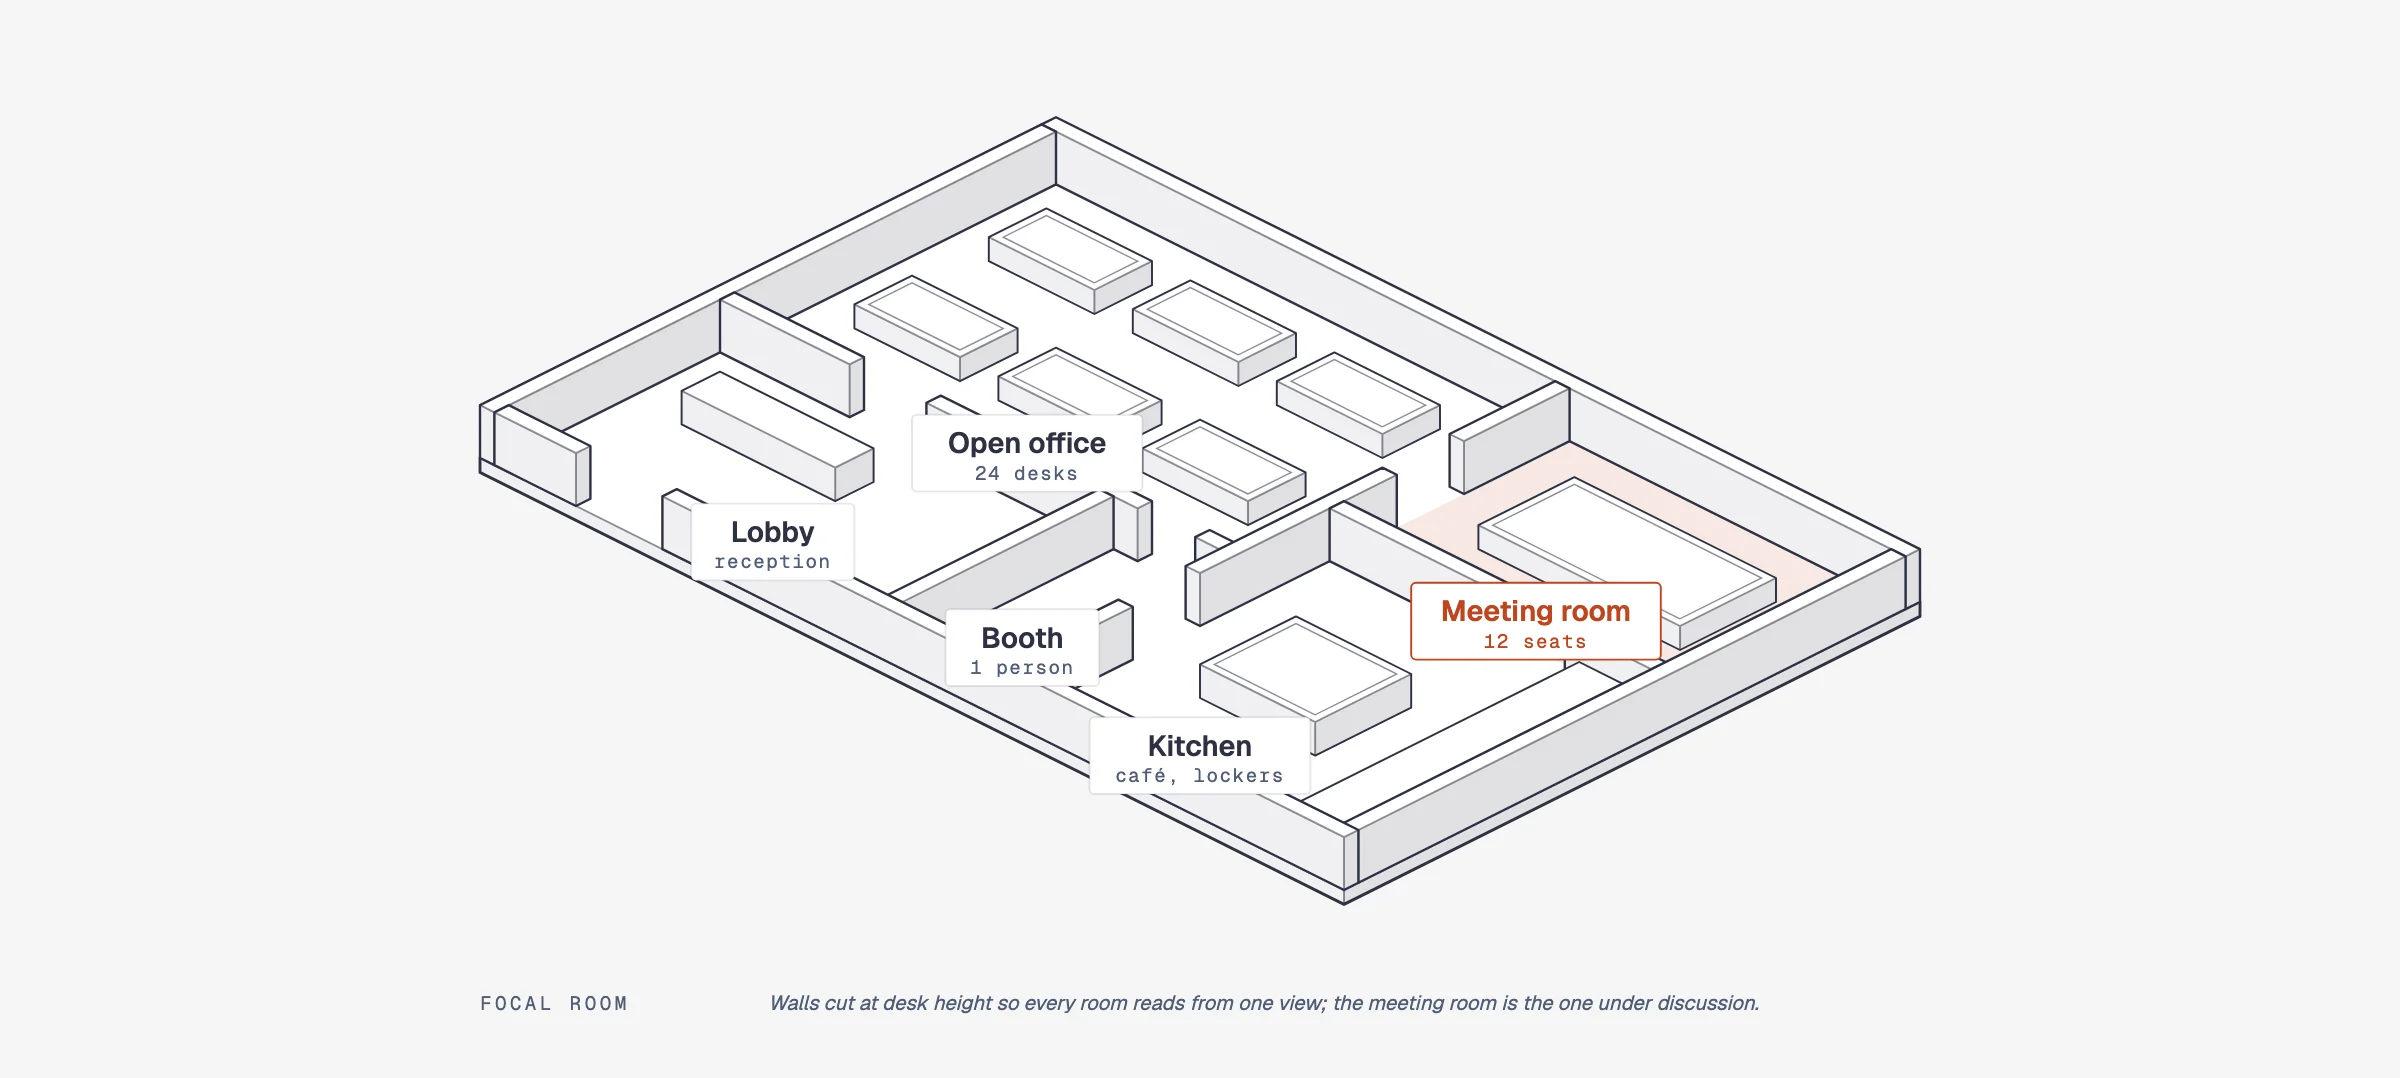 Open office
24 desks
Lobby
reception
Meeting room
12 seats
Booth
1 person
Kitchen
café, lockers
FOCAL ROOM
Walls cut at desk height so every room reads from one view; the meeting room is the one under discussion.